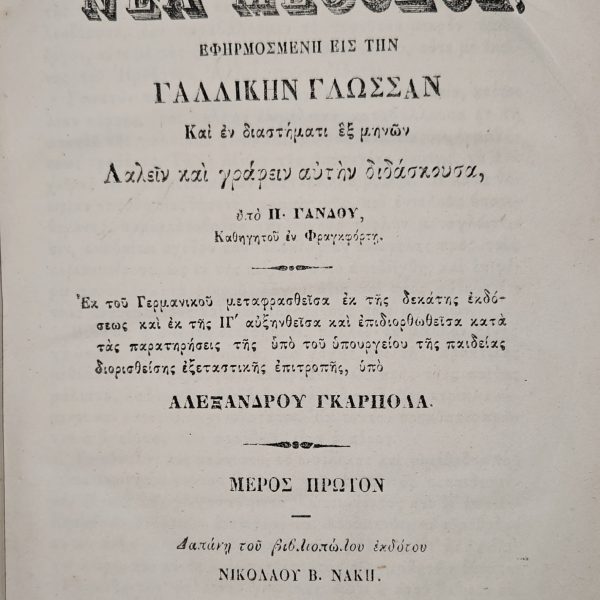 ΝΕΑ ΜΕΘΟΔΟΣ,
ΕΦΗΡΜΟΣΜΕΝΗ ΕΙΣ ΤΗΝ
ΓΑΛΛΙΚΗΝ ΓΛΩΣΣΑΝ
Καὶ ἐν διαστήματι ἓξ μηνῶν
Λαλεῖν καὶ γράφειν αὐτὴν διδάσκουσα,
ὑπὸ Π· ΓΑΝΔΟΥ,
Καθηγητοῦ ἐν Φραγκφόρτῃ.
Ἐκ τοῦ Γερμανικοῦ μεταφρασθεῖσα ἐκ τῆς δεκάτης ἐκδό-
σεως καὶ ἐκ τῆς ΙΓ′ αὐξηνθεῖσα καὶ ἐπιδιορθωθεῖσα κατὰ
τὰς παρατηρήσεις τῆς ὑπὸ τοῦ ὑπουργείου τῆς παιδείας
διορισθείσης ἐξεταστικῆς ἐπιτροπῆς, ὑπὸ
ΑΛΕΞΑΝΔΡΟΥ ΓΚΑΡΠΟΛΑ.
ΜΕΡΟΣ ΠΡΩΤΟΝ
Δαπάνῃ τοῦ βιβλιοπώλου ἐκδότου
ΝΙΚΟΛΑΟΥ Β. ΝΑΚΗ.